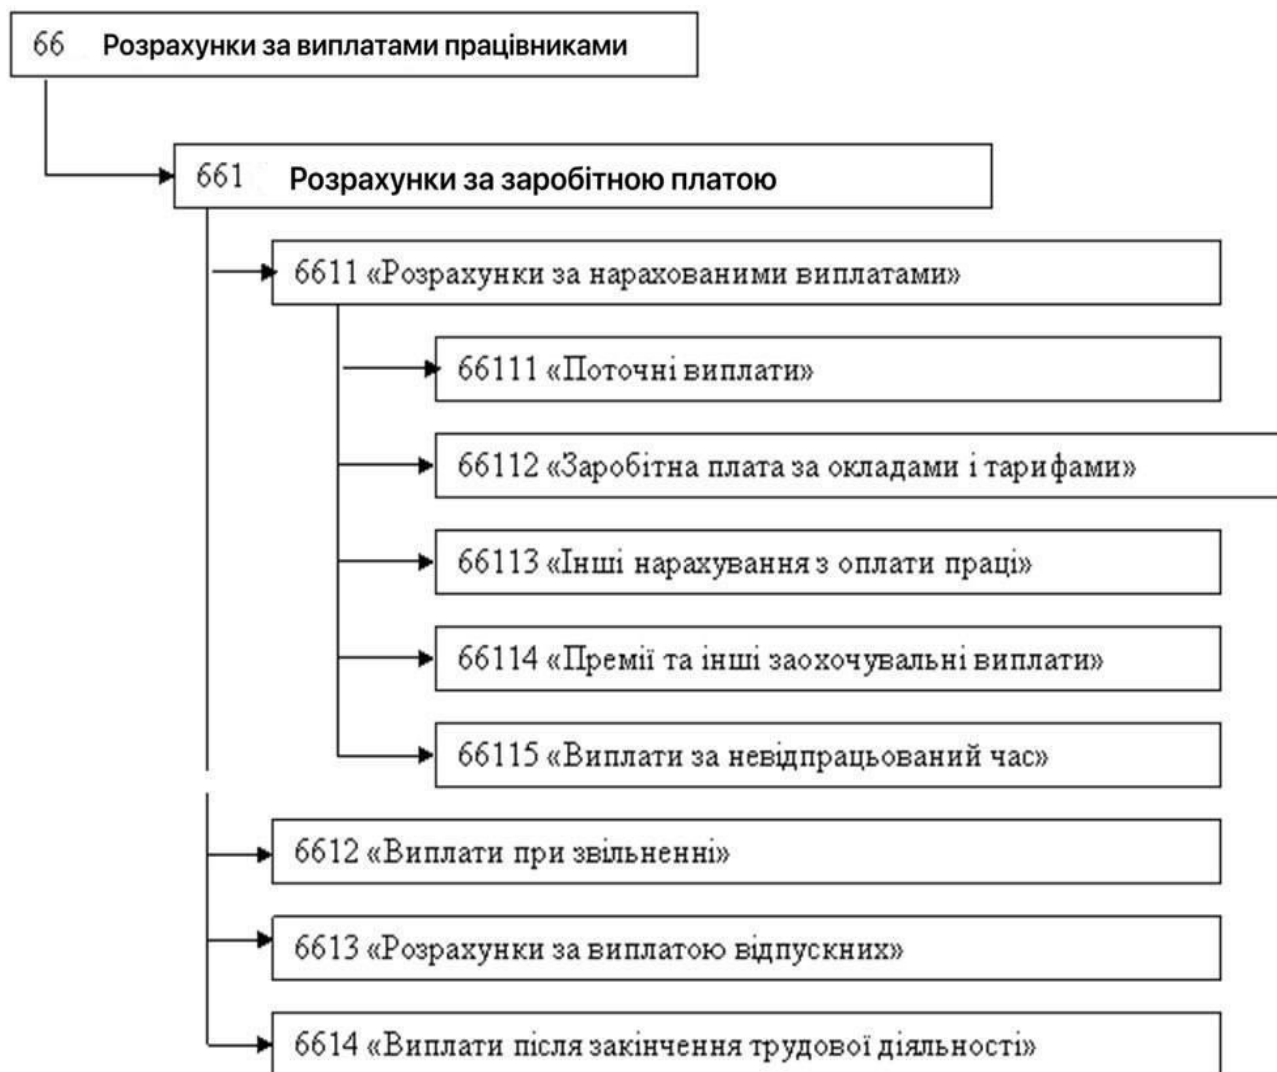 66 Розрахунки за виплатами працівниками
661 Розрахунки за заробітною платою
6611 «Розрахунки за нарахованими виплатами»
66111 «Поточні виплати»
66112 «Заробітна плата за окладами і тарифами»
66113 «Інші нарахування з оплати праці»
66114 «Премії та інші заохочувальні виплати»
66115 «Виплати за невідпрацьований час»
6612 «Виплати при звільненні»
6613 «Розрахунки за виплатою відпускних»
6614 «Виплати після закінчення трудової діяльності»